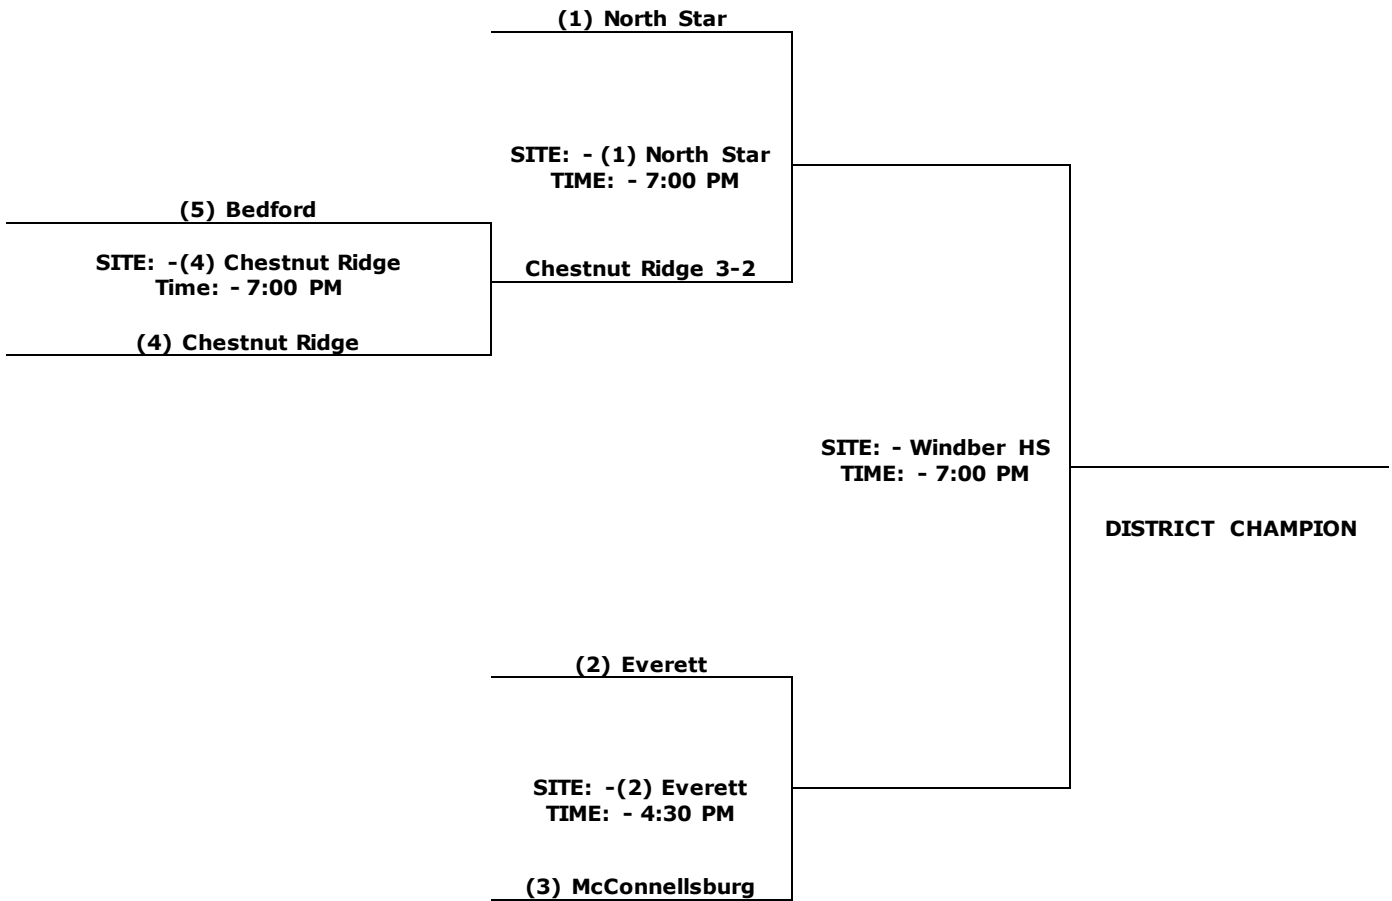 (1) North Star
SITE: - (1) North Star
TIME: - 7:00 PM
(5) Bedford
SITE: -(4) Chestnut Ridge
Time: - 7:00 PM
Chestnut Ridge 3-2
(4) Chestnut Ridge
SITE: - Windber HS
TIME: - 7:00 PM
DISTRICT CHAMPION
(2) Everett
SITE: -(2) Everett
TIME: - 4:30 PM
(3) McConnellsburg